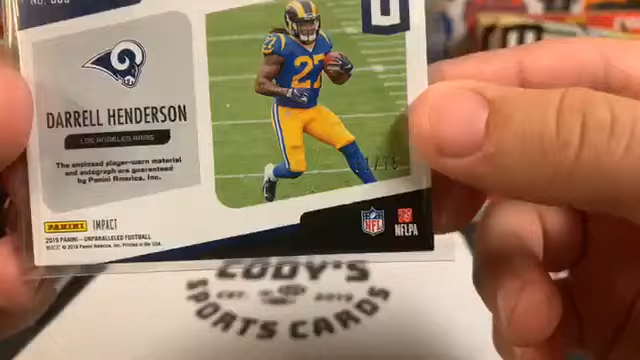 27
DARRELL HENDERSON
LOS ANGELES RAMS
The enclosed player-worn material
and autograph are guaranteed
by Panini America, Inc.
PANINI IMPACT
2019 PANINI – UNPARALLELED FOOTBALL
© 2019 Panini America, Inc. Printed in the USA.
NFL
NFLPA
CODY'S
EST. 2019
SPORTS CARDS